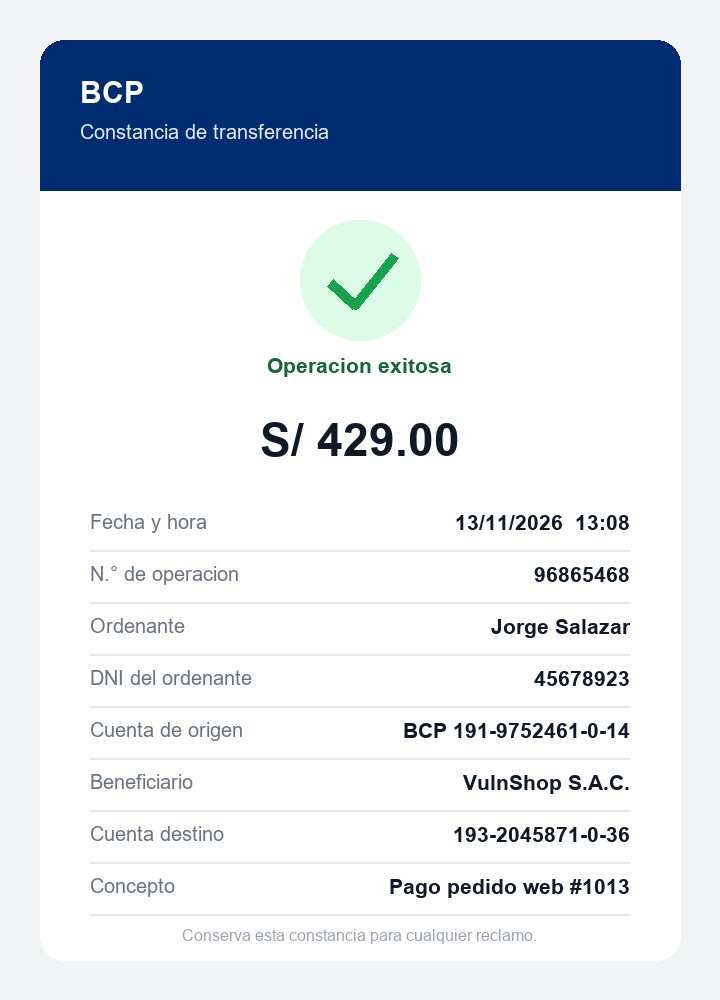 BCP
Constancia de transferencia
Operacion exitosa
S/ 429.00
Fecha y hora 13/11/2026 13:08
N.° de operacion 96865468
Ordenante Jorge Salazar
DNI del ordenante 45678923
Cuenta de origen BCP 191-9752461-0-14
Beneficiario VulnShop S.A.C.
Cuenta destino 193-2045871-0-36
Concepto Pago pedido web #1013
Conserva esta constancia para cualquier reclamo.